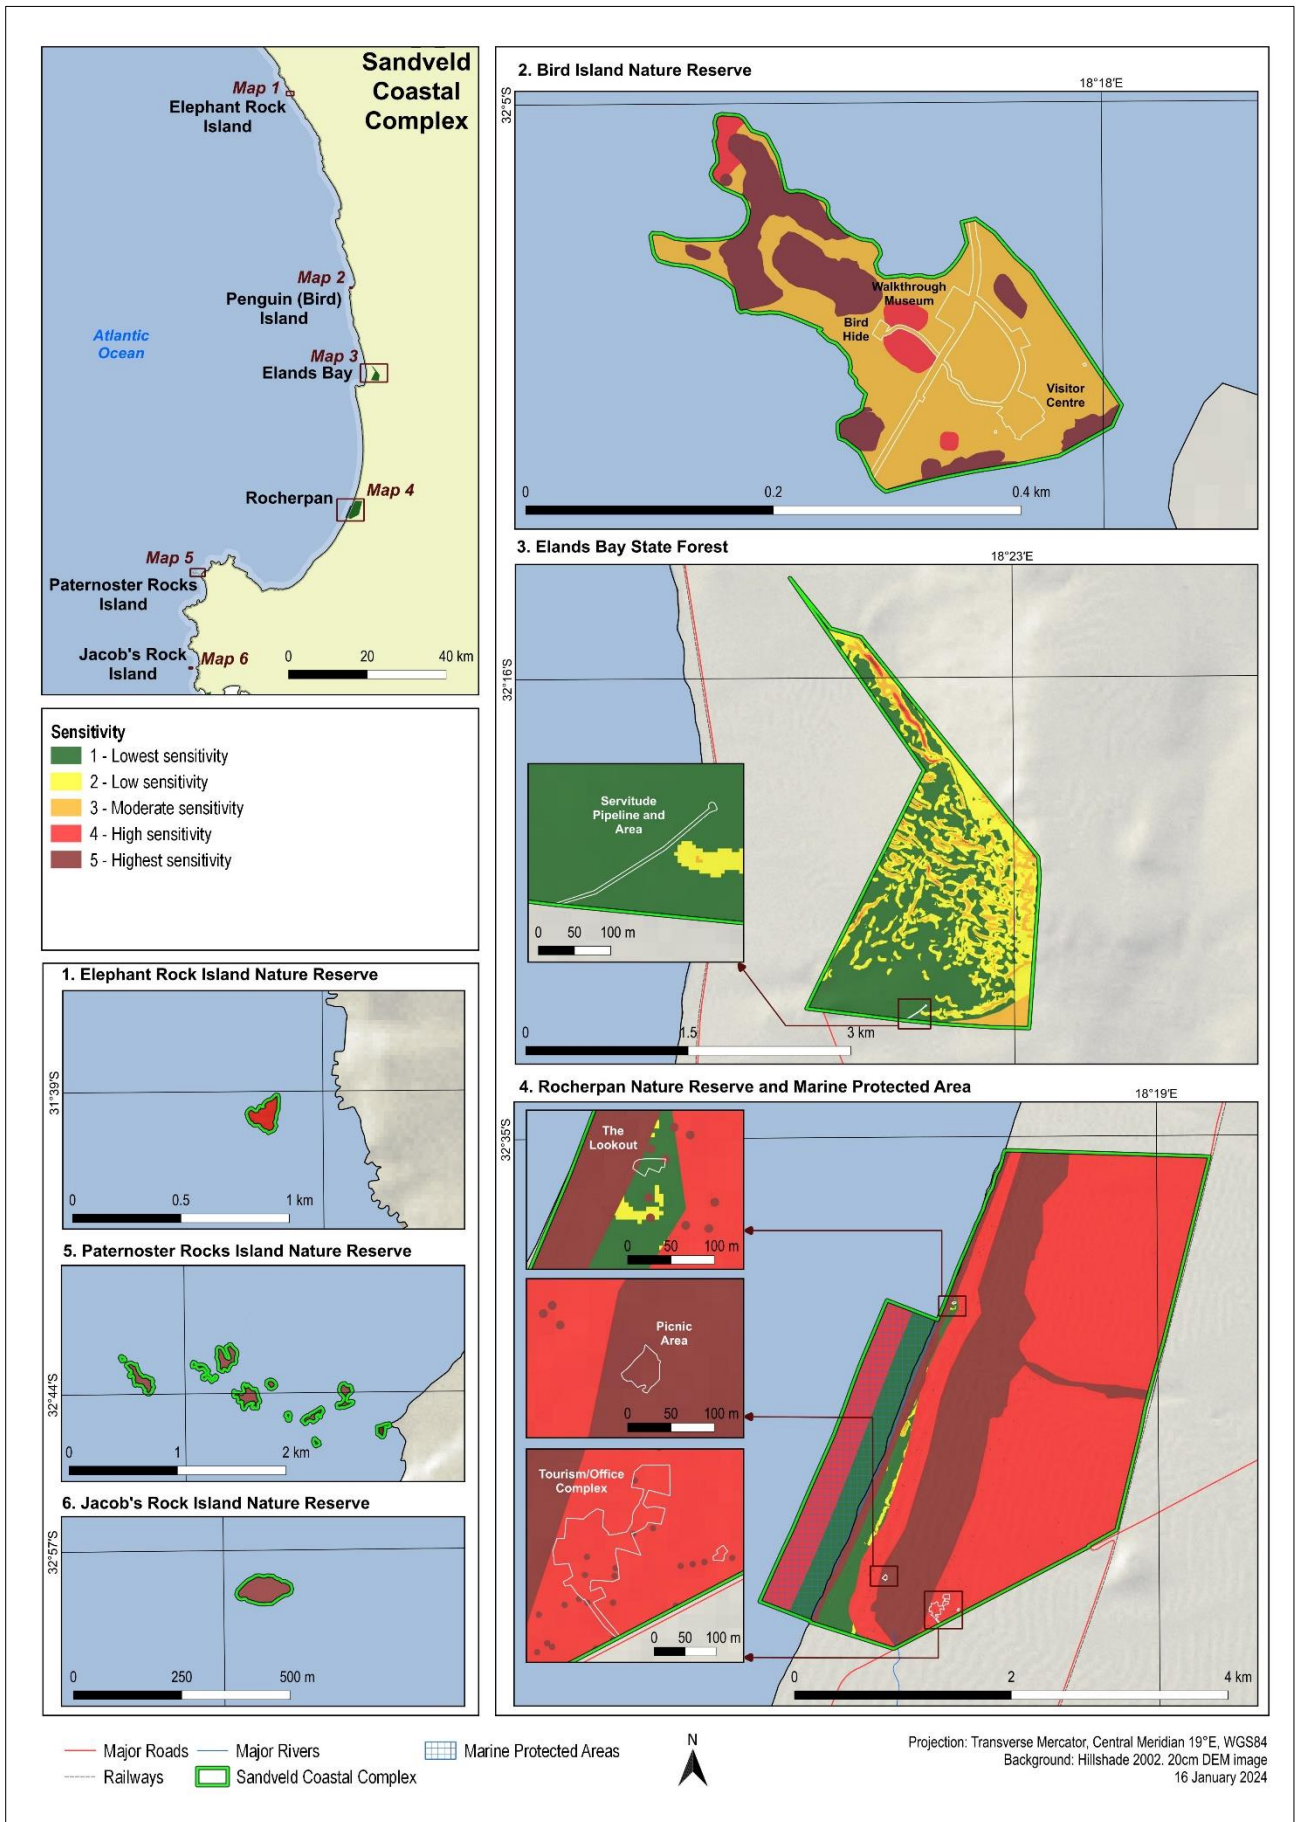 Sandveld
Coastal
Complex
Map 1
Elephant Rock
Island
Map 2
Penguin (Bird)
Island
Atlantic
Ocean
Map 3
Elands Bay
Rocherpan
Map 4
Map 5
Paternoster Rocks
Island
Jacob's Rock
Island
Map 6
0 20 40 km
Sensitivity
1 - Lowest sensitivity
2 - Low sensitivity
3 - Moderate sensitivity
4 - High sensitivity
5 - Highest sensitivity
1. Elephant Rock Island Nature Reserve
31°39'S
0 0.5 1 km
5. Paternoster Rocks Island Nature Reserve
32°44'S
0 1 2 km
6. Jacob's Rock Island Nature Reserve
32°57'S
0 250 500 m
2. Bird Island Nature Reserve
18°18'E
32°5'S
Walkthrough
Museum
Bird
Hide
Visitor
Centre
0 0.2 0.4 km
3. Elands Bay State Forest
18°23'E
32°16'S
Servitude
Pipeline and
Area
0 50 100 m
0 1.5 3 km
4. Rocherpan Nature Reserve and Marine Protected Area
18°19'E
32°35'S
The
Lookout
0 50 100 m
Picnic
Area
0 50 100 m
Tourism/Office
Complex
0 50 100 m
0 2 4 km
Major Roads
Major Rivers
Marine Protected Areas
Railways
Sandveld Coastal Complex
N
Projection: Transverse Mercator, Central Meridian 19°E, WGS84
Background: Hillshade 2002. 20cm DEM image
16 January 2024